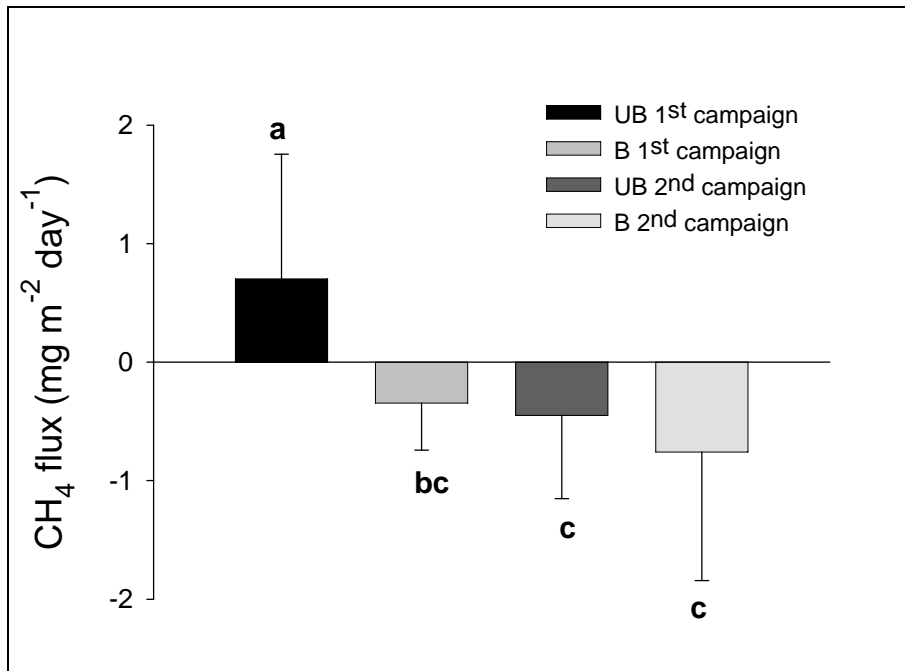 CH4 flux (mg m-2 day-1)
2
1
0
-1
-2
a
bc
c
c
UB 1st campaign
B 1st campaign
UB 2nd campaign
B 2nd campaign